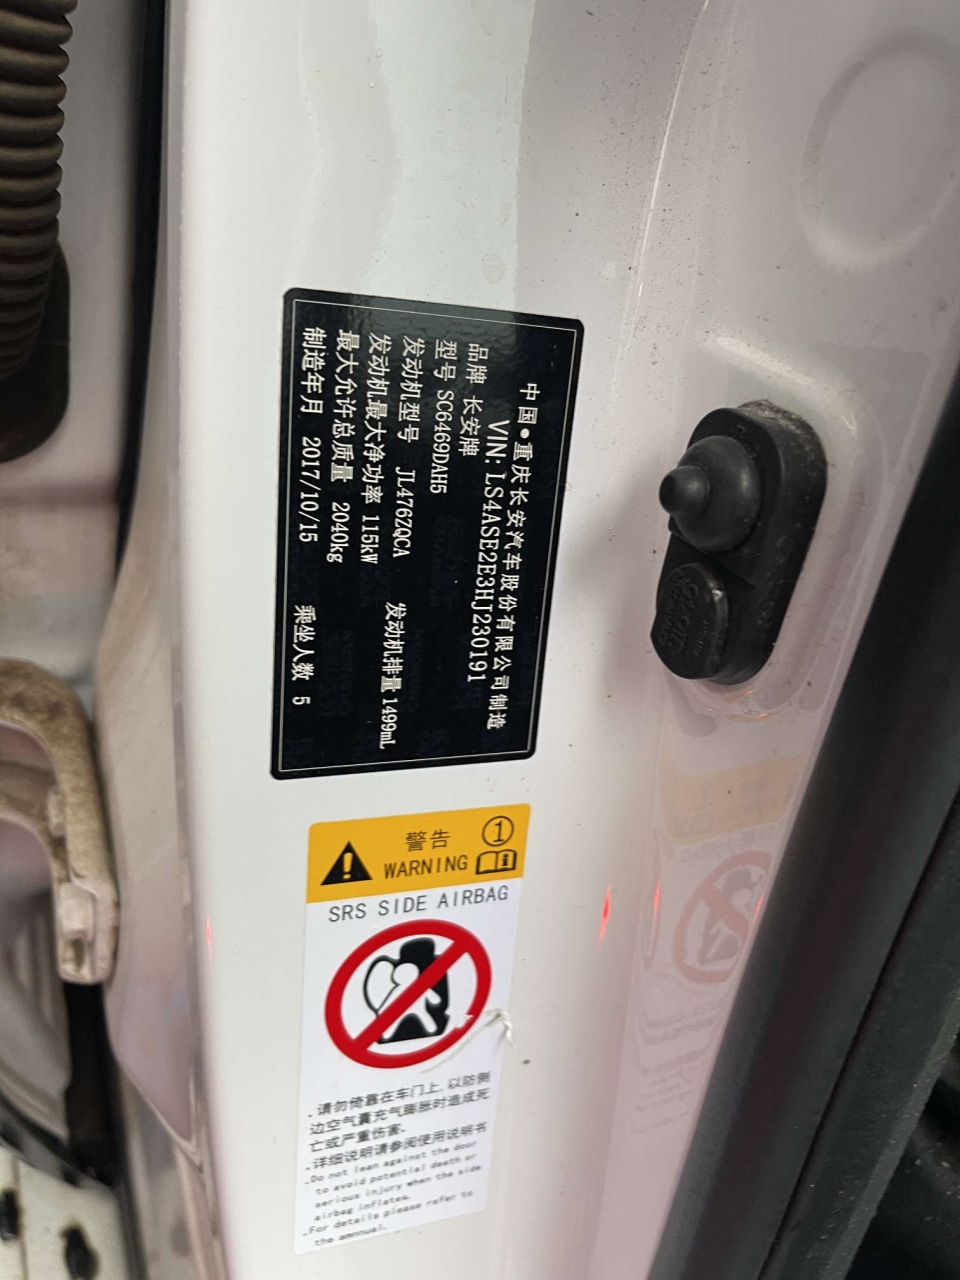 中国●重庆长安汽车股份有限公司制造
VIN: LS4ASE2E3HJ230191
品牌 长安牌
型号 SC6469DAH5
发动机型号 JL476ZQCA 发动机排量 1499mL
发动机最大净功率 115kW
最大允许总质量 2040kg
制造年月 2017/10/15 乘坐人数 5
警告 ①
WARNING
SRS SIDE AIRBAG
.请勿倚靠在车门上,以防侧
边空气囊充气膨胀时造成死
亡或严重伤害.
.详细说明请参阅使用说明书
.Do not lean against the door
to avoid potential death or
serious injury when the side
airbag inflates.
.For details please refer to
the amnual.